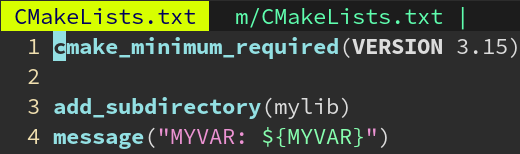 CMakeLists.txt m/CMakeLists.txt |
1 cmake_minimum_required(VERSION 3.15)
2
3 add_subdirectory(mylib)
4 message("MYVAR: ${MYVAR}")